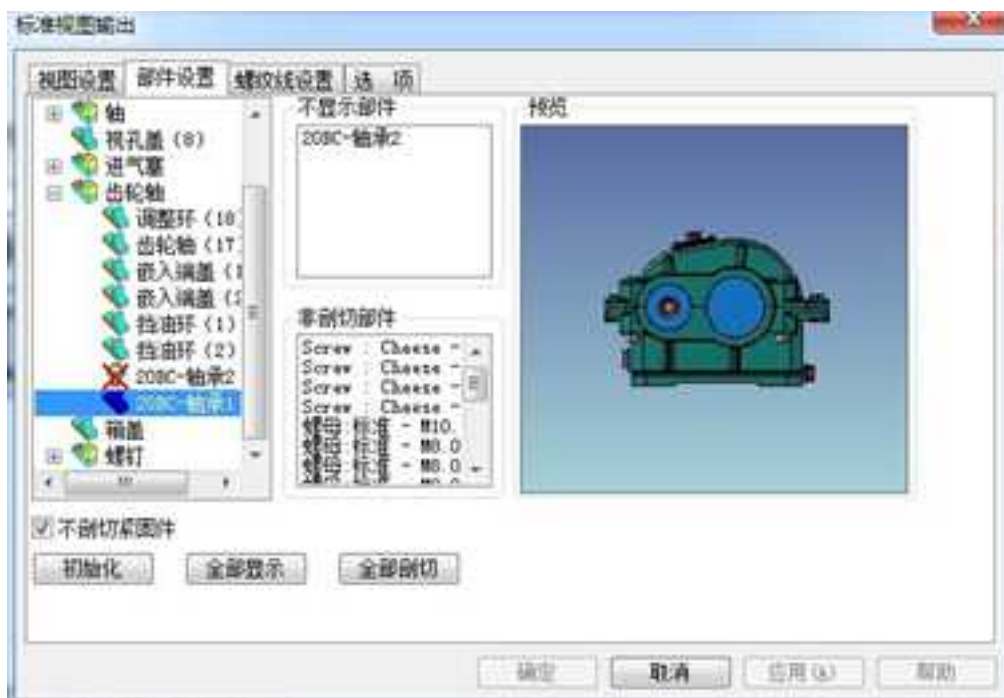 标准视图输出
视图设置 部件设置 螺纹线设置 选 项
轴
视孔盖 (8)
进气塞
齿轮轴
调整环 (18
齿轮轴 (17
嵌入端盖 (1
嵌入端盖 (2
挡油环 (1)
挡油环 (2)
208C-轴承2
208C-轴承1
箱盖
螺钉
不显示部件
208C-轴承2
零剖切部件
Screw : Cheese -
Screw : Cheese -
Screw : Cheese -
Screw : Cheese -
螺母:标准 - M10.
螺母:标准 - M8.0
螺母:标准 - M8.0
预览
不剖切紧固件
初始化 全部显示 全部剖切
确定 取消 应用(A) 帮助